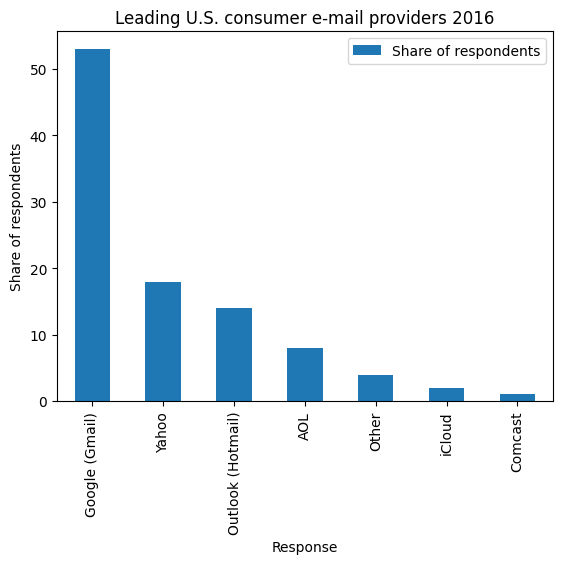 Leading U.S. consumer e-mail providers 2016
Share of respondents
Share of respondents
50
40
30
20
10
0
Google (Gmail)
Yahoo
Outlook (Hotmail)
AOL
Other
iCloud
Comcast
Response